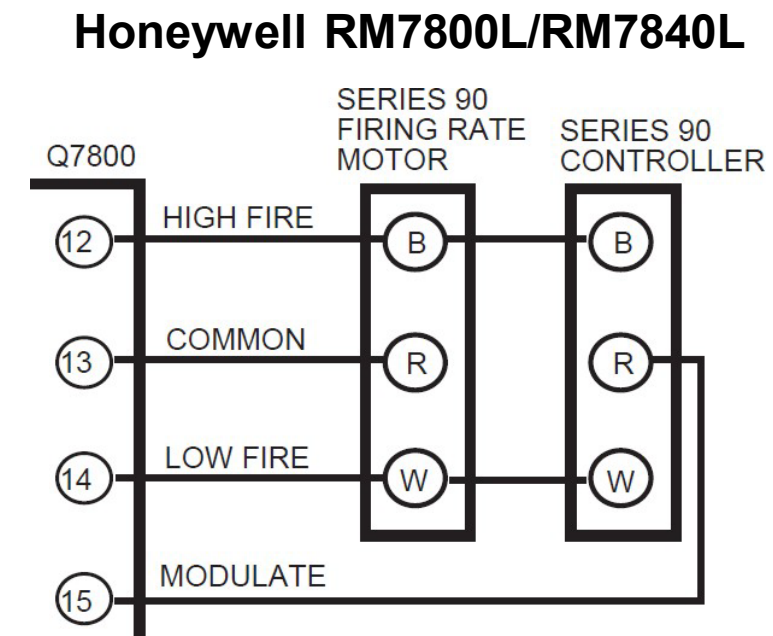 Honeywell RM7800L/RM7840L
SERIES 90
FIRING RATE
MOTOR
SERIES 90
CONTROLLER
Q7800
12
HIGH FIRE
B
B
13
COMMON
R
R
14
LOW FIRE
W
W
15
MODULATE